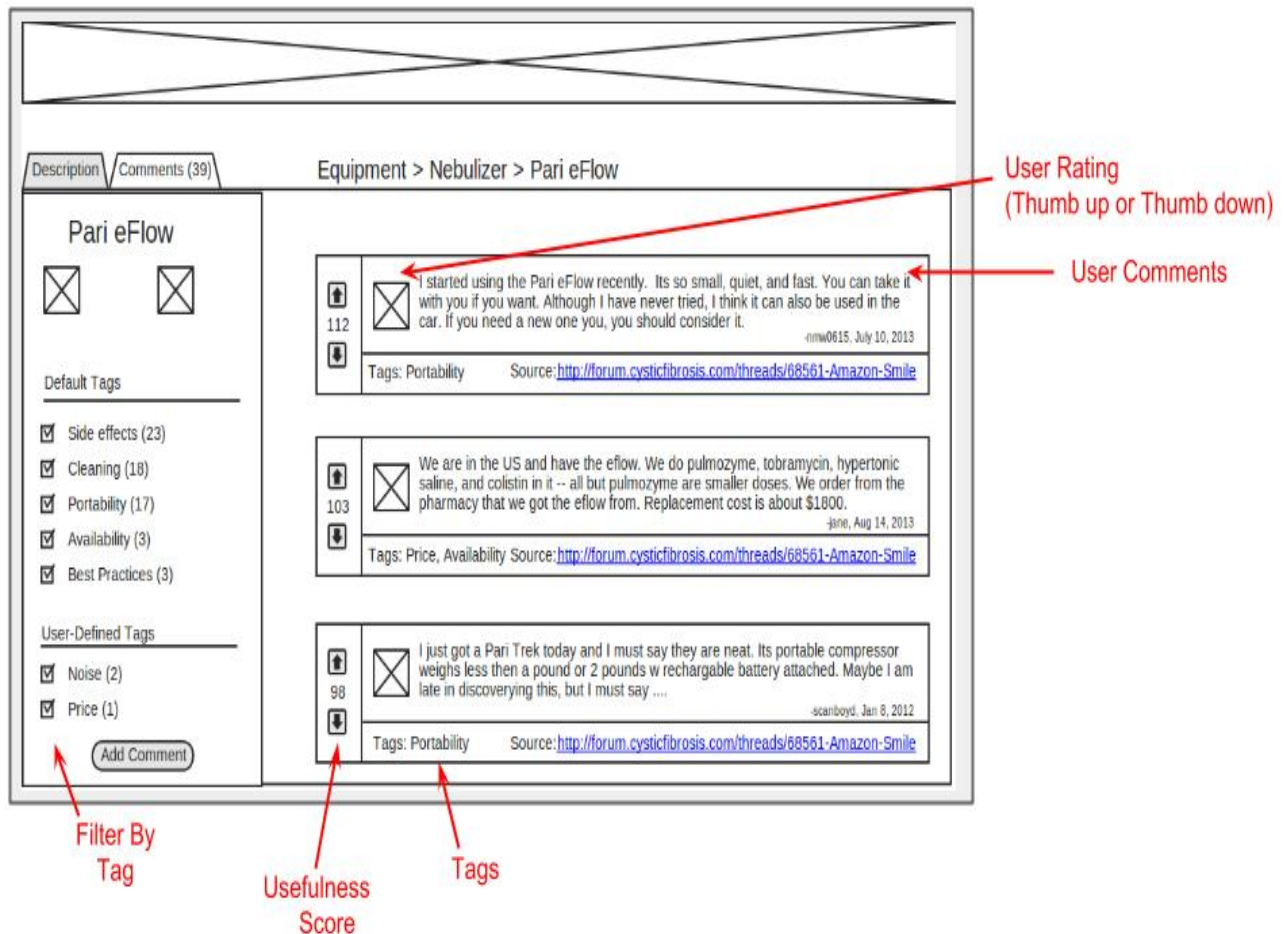 Description
Comments (39)
Equipment > Nebulizer > Pari eFlow
User Rating
(Thumb up or Thumb down)
Pari eFlow
Default Tags
Side effects (23)
Cleaning (18)
Portability (17)
Availability (3)
Best Practices (3)
User-Defined Tags
Noise (2)
Price (1)
Add Comment
112
I started using the Pari eFlow recently. Its so small, quiet, and fast. You can take it
with you if you want. Although I have never tried, I think it can also be used in the
car. If you need a new one you, you should consider it.
-nmw0615, July 10, 2013
Tags: Portability Source:http://forum.cysticfibrosis.com/threads/68561-Amazon-Smile
User Comments
103
We are in the US and have the eflow. We do pulmozyme, tobramycin, hypertonic
saline, and colistin in it -- all but pulmozyme are smaller doses. We order from the
pharmacy that we got the eflow from. Replacement cost is about $1800.
-jane, Aug 14, 2013
Tags: Price, Availability Source:http://forum.cysticfibrosis.com/threads/68561-Amazon-Smile
98
I just got a Pari Trek today and I must say they are neat. Its portable compressor
weighs less then a pound or 2 pounds w rechargable battery attached. Maybe I am
late in discoverying this, but I must say ....
-scanboyd, Jan 8, 2012
Tags: Portability Source:http://forum.cysticfibrosis.com/threads/68561-Amazon-Smile
Filter By
Tag
Usefulness
Score
Tags